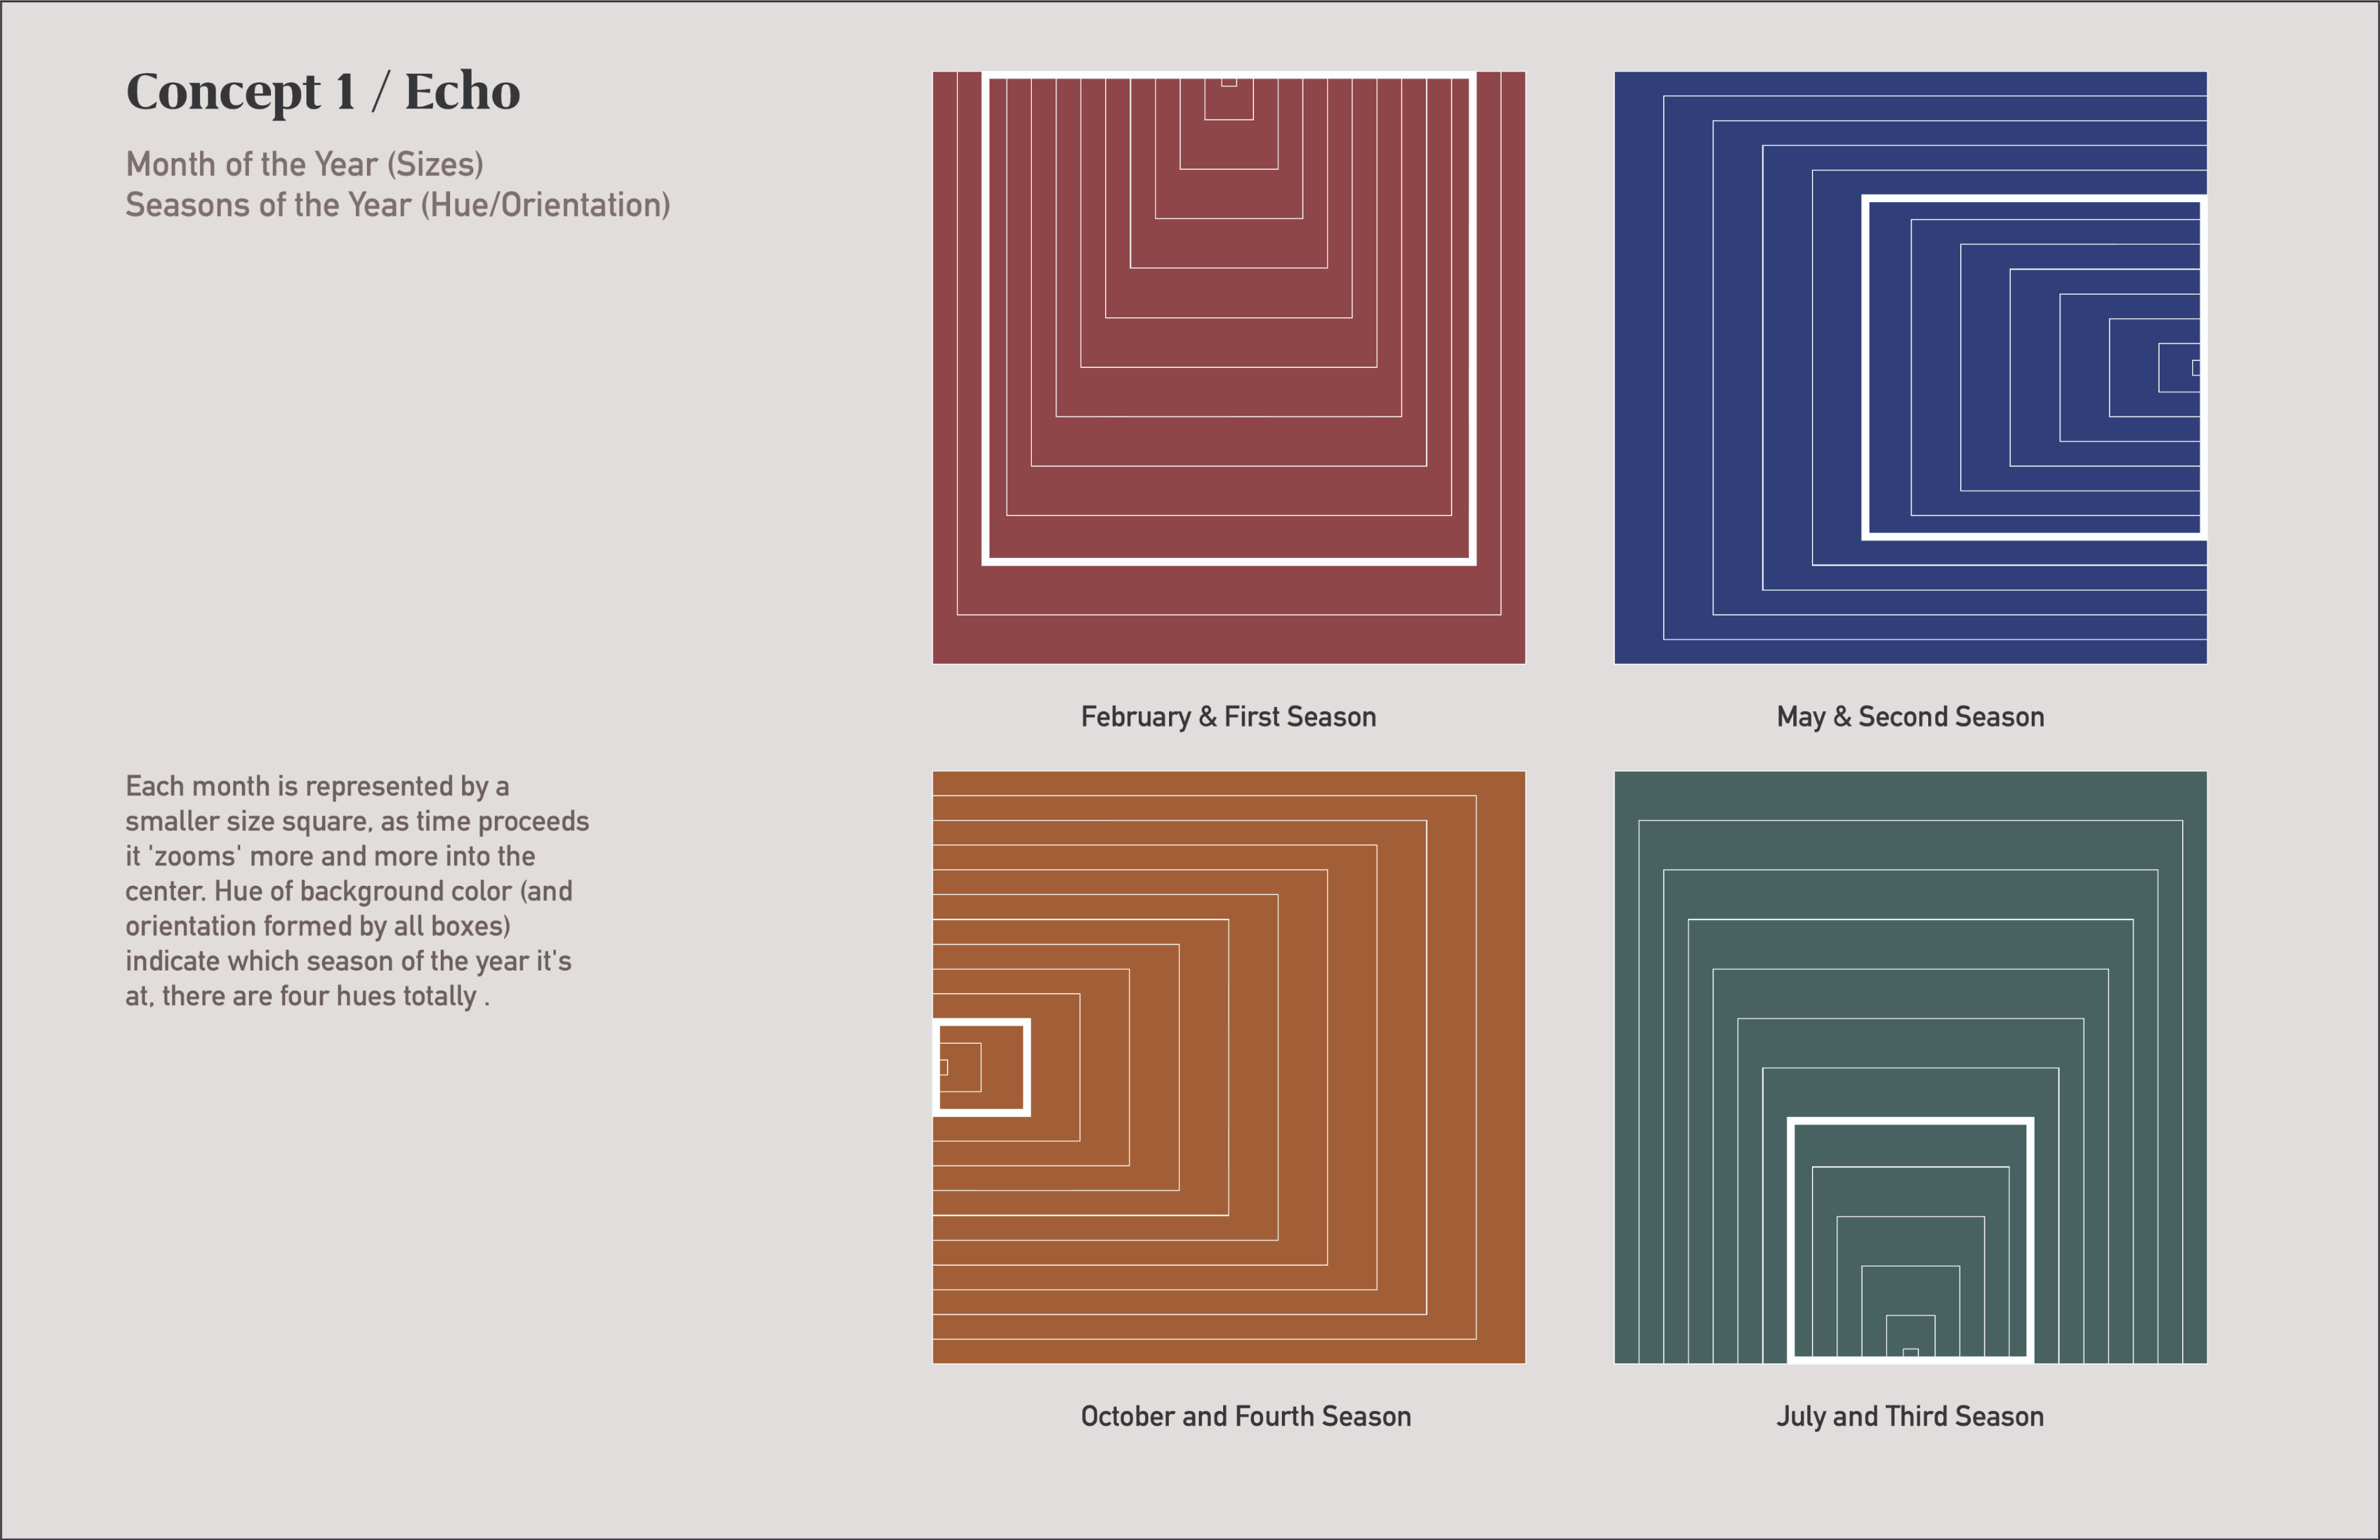 Concept 1 / Echo
Month of the Year (Sizes)
Seasons of the Year (Hue/Orientation)
Each month is represented by a
smaller size square, as time proceeds
it 'zooms' more and more into the
center. Hue of background color (and
orientation formed by all boxes)
indicate which season of the year it's
at, there are four hues totally .
February & First Season
May & Second Season
October and Fourth Season
July and Third Season